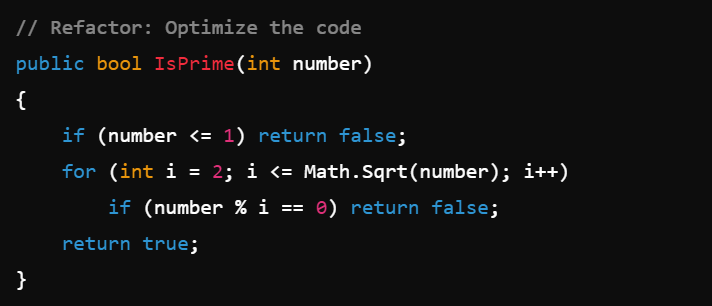 // Refactor: Optimize the code
public bool IsPrime(int number)
{
    if (number <= 1) return false;
    for (int i = 2; i <= Math.Sqrt(number); i++)
        if (number % i == 0) return false;
    return true;
}